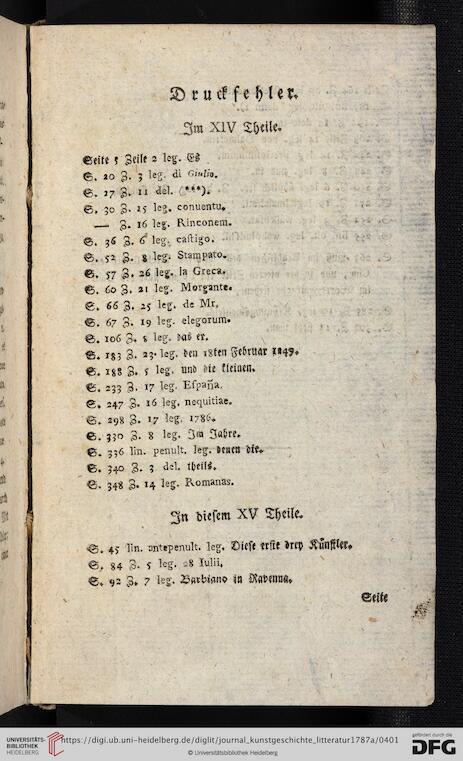 Druckfehler.
Im XIV Theile.
Seite 5 Zeile 2 leg. Es
S. 20 Z. 3 leg. di Giulio.
S. 27 Z. 11 del. (***).
S. 30 Z. 15 leg. conuentu.
— Z. 16 leg. Rinconem.
S. 36 Z. 6 leg. caſtigo.
S. 52 Z. 8 leg. Stampato.
S. 57 Z. 26 leg. la Greca.
S. 60 Z. 21 leg. Morgante.
S. 66 Z. 25 leg. de Mr.
S. 67 Z. 19 leg. elegorum.
S. 106 Z. 8 leg. das er.
S. 183 Z. 23. leg. den 18ten Februar 1849.
S. 188 Z. 5 leg. und die kleinen.
S. 233 Z. 17 leg. Eſpaña.
S. 247 Z. 16 leg. nequitiae.
S. 298 Z. 17 leg. 1786.
S. 330 Z. 8 leg. Im Jahre.
S. 336 lin. penult. leg. denen die.
S. 340 Z. 3 del. theils.
S. 348 Z. 14 leg. Romanas.
In diesem XV Theile.
S. 45 lin. antepenult. leg. Diese erste drey Künstler.
S. 84 Z. 5 leg. 28 Iulii.
S. 92 Z. 7 leg. Barbiano in Ravenna.
Seite
UNIVERSITÄTS-
BIBLIOTHEK
HEIDELBERG
https://digi.ub.uni-heidelberg.de/diglit/journal_kunstgeschichte_litteratur1787a/0401
© Universitätsbibliothek Heidelberg
gefördert durch die
DFG